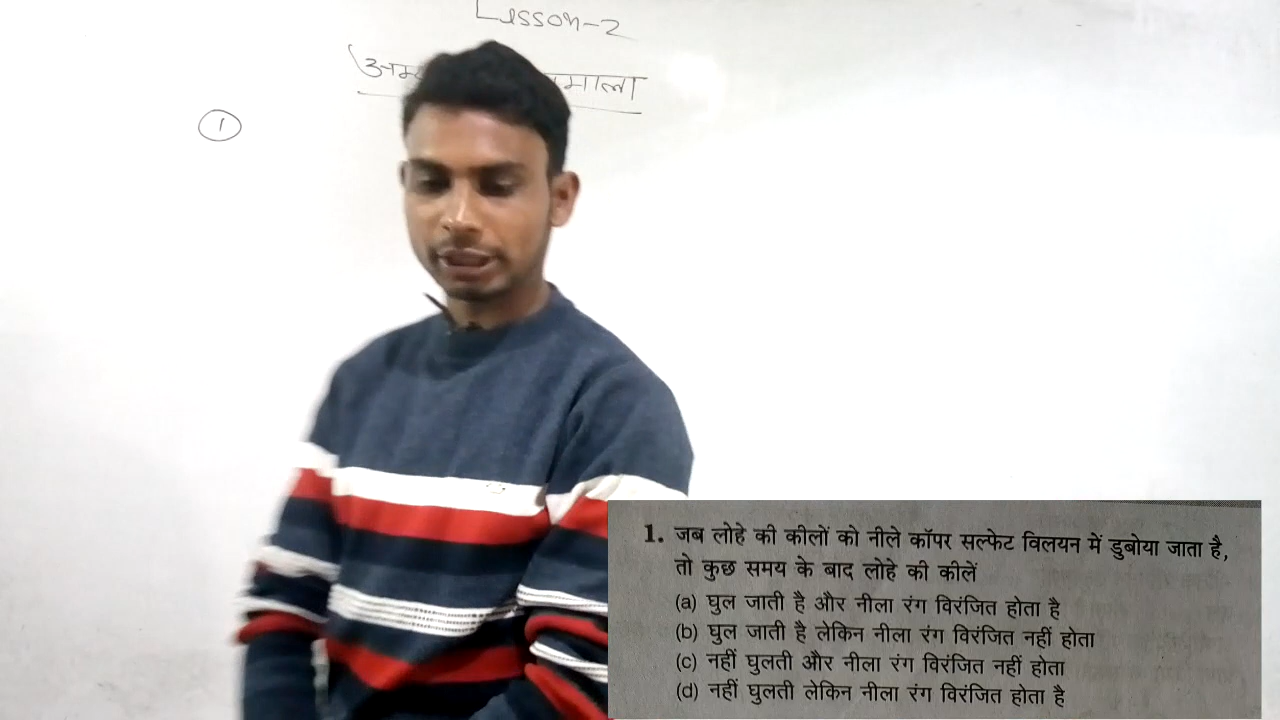 Lesson-2
माला
1
1. जब लोहे की कीलों को नीले कॉपर सल्फेट विलयन में डुबोया जाता है,
तो कुछ समय के बाद लोहे की कीलें
(a) घुल जाती है और नीला रंग विरंजित होता है
(b) घुल जाती है लेकिन नीला रंग विरंजित नहीं होता
(c) नहीं घुलती और नीला रंग विरंजित नहीं होता
(d) नहीं घुलती लेकिन नीला रंग विरंजित होता है